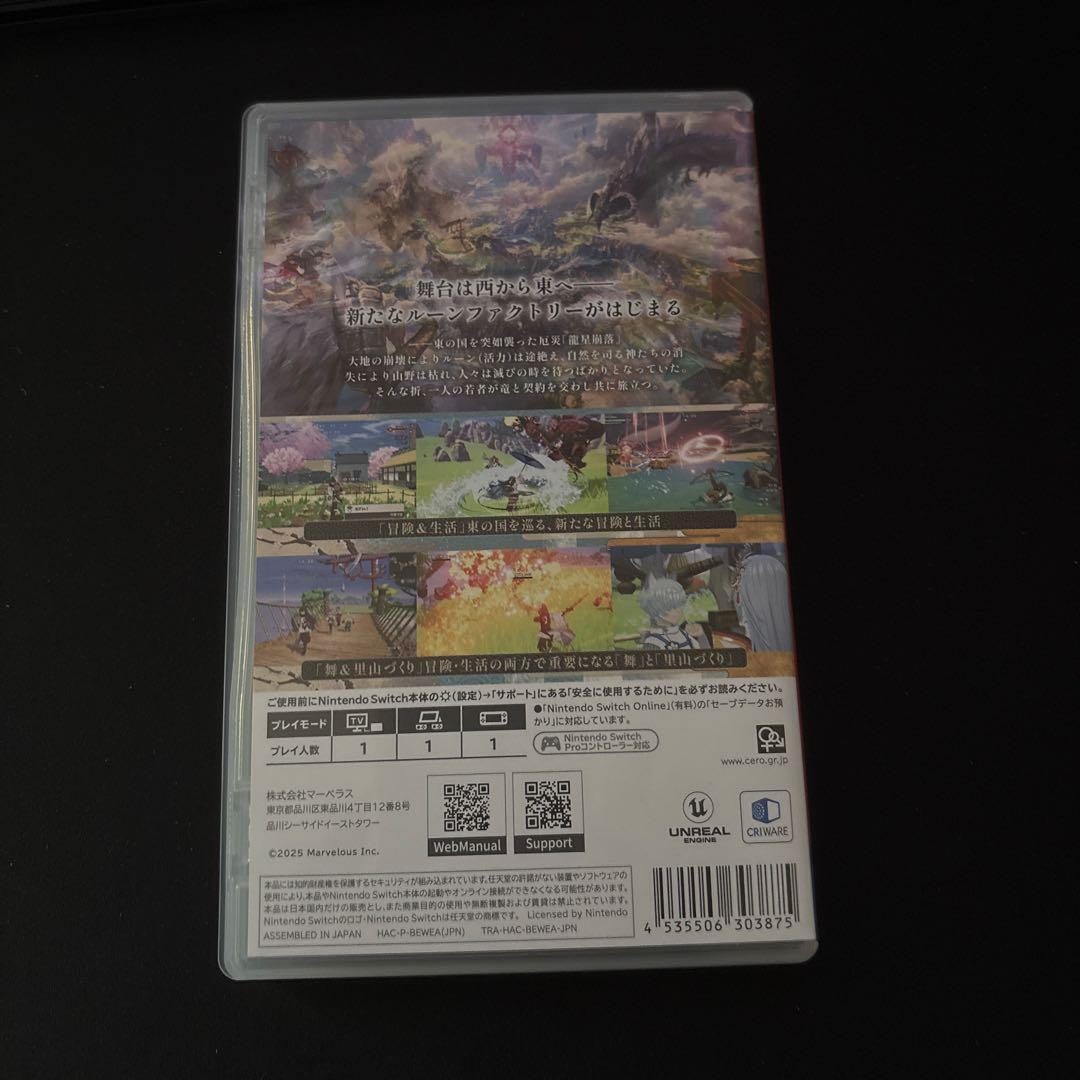 舞台は西から東へ――
新たなルーンファクトリーがはじまる
――東の国を突如襲った厄災「龍星崩落」
大地の崩壊によりルーン(活力)は途絶え、自然を司る神たちの消
失により山野は枯れ、人々は滅びの時を待つばかりとなっていた。
そんな折、一人の若者が竜と契約を交わし共に旅立つ。
「冒険&生活」東の国を巡る、新たな冒険と生活
「舞&里山づくり」冒険・生活の両方で重要になる「舞」と「里山づくり」
ご使用前にNintendo Switch本体の(設定)→「サポート」にある「安全に使用するために」を必ずお読みください。
プレイモード TV
プレイ人数 1 1 1
●「Nintendo Switch Online」(有料)の「セーブデータお預
かり」に対応しています。
Nintendo Switch
Proコントローラー対応
www.cero.gr.jp
株式会社マーベラス
東京都品川区東品川4丁目12番8号
品川シーサイドイーストタワー
©2025 Marvelous Inc.
WebManual
Support
UNREAL
ENGINE
CRIWARE
本品には知的財産権を保護するセキュリティが組み込まれています。任天堂の許諾がない装置やソフトウェアの
使用により、本品やNintendo Switch本体の起動やオンライン接続ができなくなる可能性があります。
本品は日本国内だけの販売とし、また商業目的の使用や無断複製および賃貸は禁止されています。
Nintendo Switchのロゴ・Nintendo Switchは任天堂の商標です。 Licensed by Nintendo
ASSEMBLED IN JAPAN HAC-P-BEWEA(JPN) TRA-HAC-BEWEA-JPN
4 535506 303875